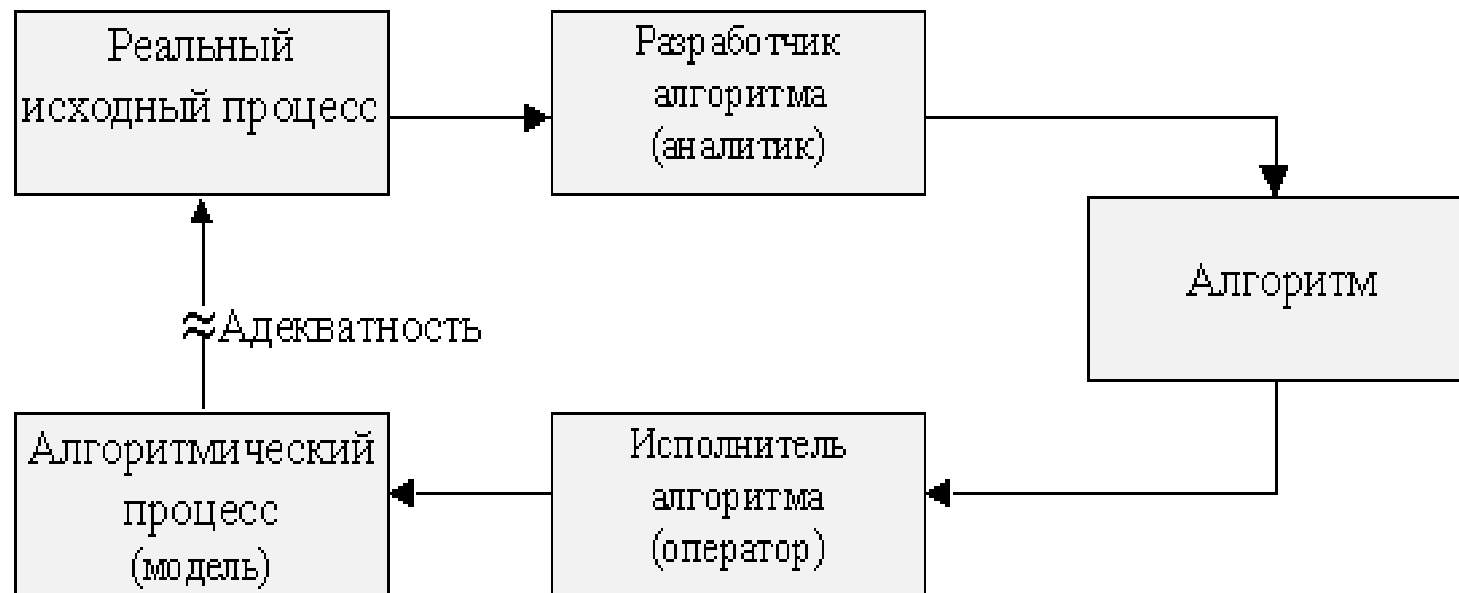 Реальный
исходный процесс
Разработчик
алгоритма
(аналитик)
Алгоритм
≈Адекватность
Алгоритмический
процесс
(модель)
Исполнитель
алгоритма
(оператор)